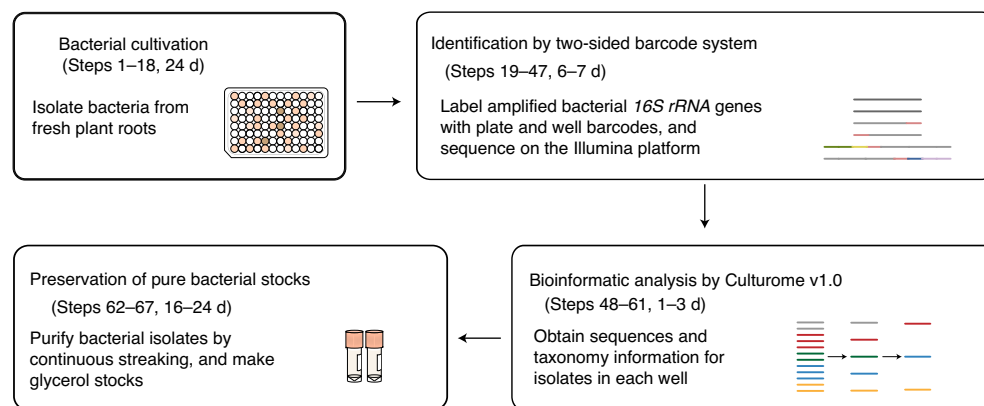 Bacterial cultivation
(Steps 1–18, 24 d)
Isolate bacteria from
fresh plant roots
Identification by two-sided barcode system
(Steps 19–47, 6–7 d)
Label amplified bacterial 16S rRNA genes
with plate and well barcodes, and
sequence on the Illumina platform
Preservation of pure bacterial stocks
(Steps 62–67, 16–24 d)
Purify bacterial isolates by
continuous streaking, and make
glycerol stocks
Bioinformatic analysis by Culturome v1.0
(Steps 48–61, 1–3 d)
Obtain sequences and
taxonomy information for
isolates in each well